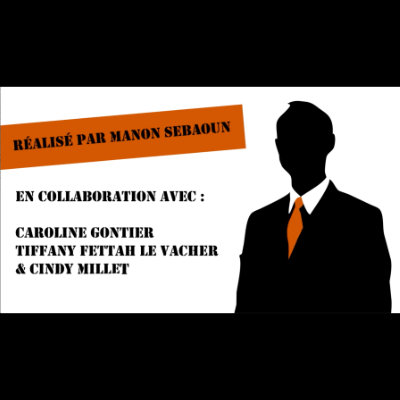 RÉALISÉ PAR MANON SEBAOUN
EN COLLABORATION AVEC :
CAROLINE GONTIER
TIFFANY FETTAH LE VACHER
& CINDY MILLET